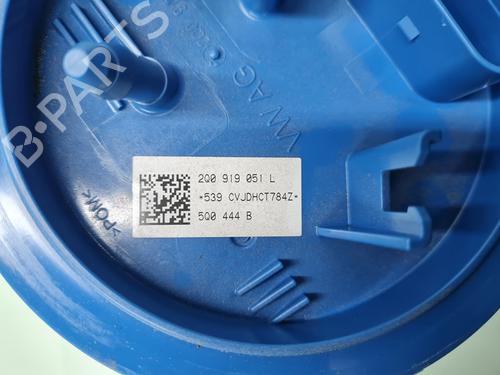 B-PARTS
VW AG
2Q0 919 051 L
*539 CVJDHCT784Z*
5Q0 444 B
>POM<